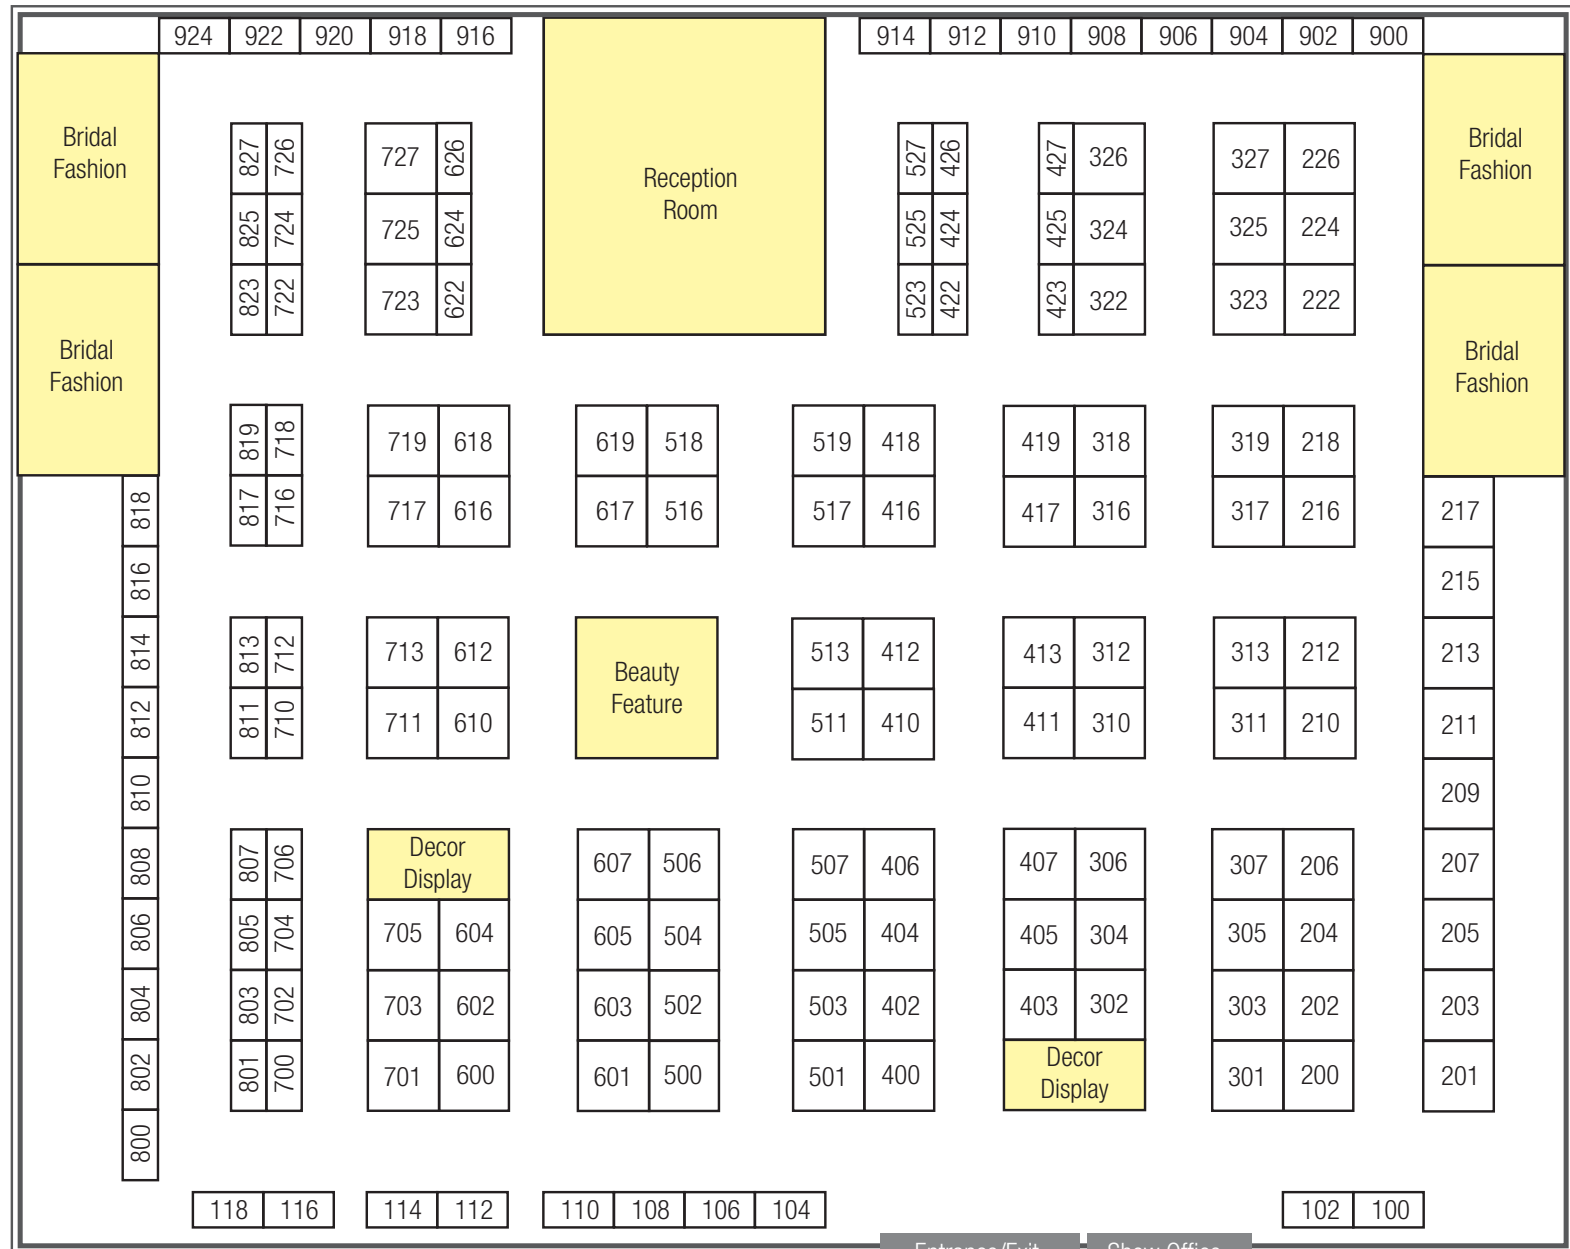 924 922 920 918 916 914 912 910 908 906 904 902 900
Bridal
Fashion
Bridal
Fashion
827 726 727 626 527 426 427 326 327 226
Reception
Room
825 724 725 624 525 424 425 324 325 224
823 722 723 622 523 422 423 322 323 222
Bridal
Fashion
Bridal
Fashion
819 718 719 618 619 518 519 418 419 318 319 218
818 817 716 717 616 617 516 517 416 417 316 317 216 217
816 215
814 813 712 713 612 513 412 413 312 313 212 213
Beauty
Feature
812 811 710 711 610 511 410 411 310 311 210 211
810 209
Decor
Display
808 807 706 607 506 507 406 407 306 307 206 207
806 805 704 705 604 605 504 505 404 405 304 305 204 205
804 803 702 703 602 603 502 503 402 403 302 303 202 203
Decor
Display
802 801 700 701 600 601 500 501 400 301 200 201
800
118 116 114 112 110 108 106 104 102 100
Entrance/Exit Show Office